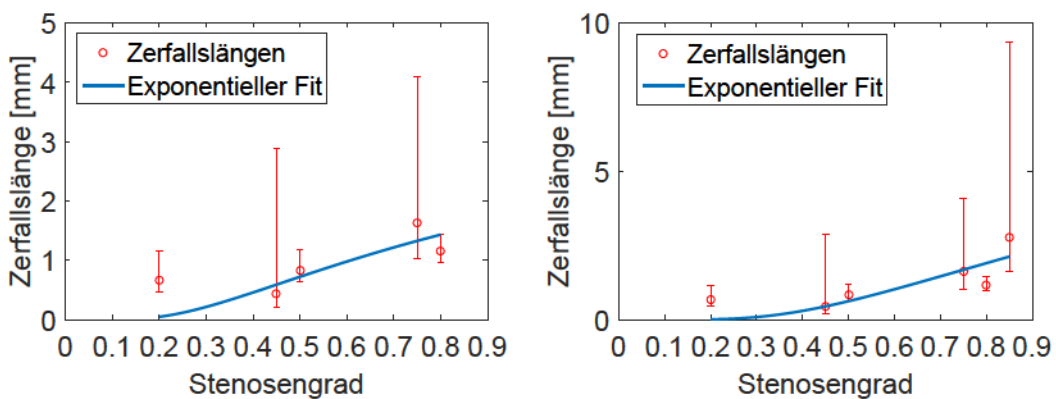 5
4
3
2
1
0
Zerfallslänge [mm]
Zerfallslängen
Exponentieller Fit
0 0.1 0.2 0.3 0.4 0.5 0.6 0.7 0.8 0.9
Stenosengrad
10
5
0
Zerfallslänge [mm]
Zerfallslängen
Exponentieller Fit
0 0.1 0.2 0.3 0.4 0.5 0.6 0.7 0.8 0.9
Stenosengrad